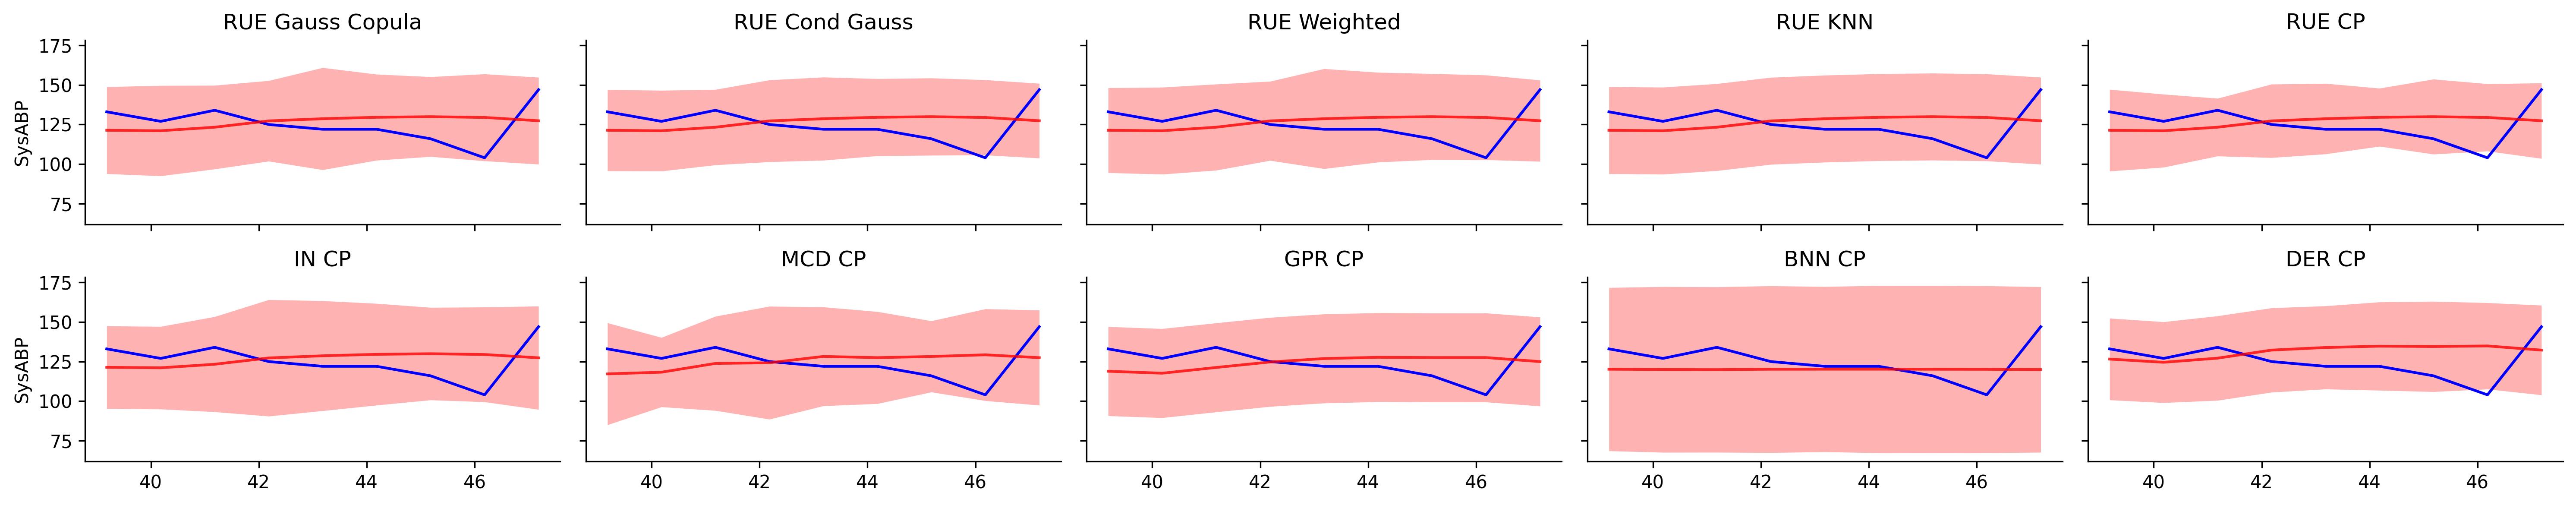 RUE Gauss Copula
RUE Cond Gauss
RUE Weighted
RUE KNN
RUE CP
175
150
125
100
75
SysABP
IN CP
MCD CP
GPR CP
BNN CP
DER CP
175
150
125
100
75
SysABP
40 42 44 46
40 42 44 46
40 42 44 46
40 42 44 46
40 42 44 46